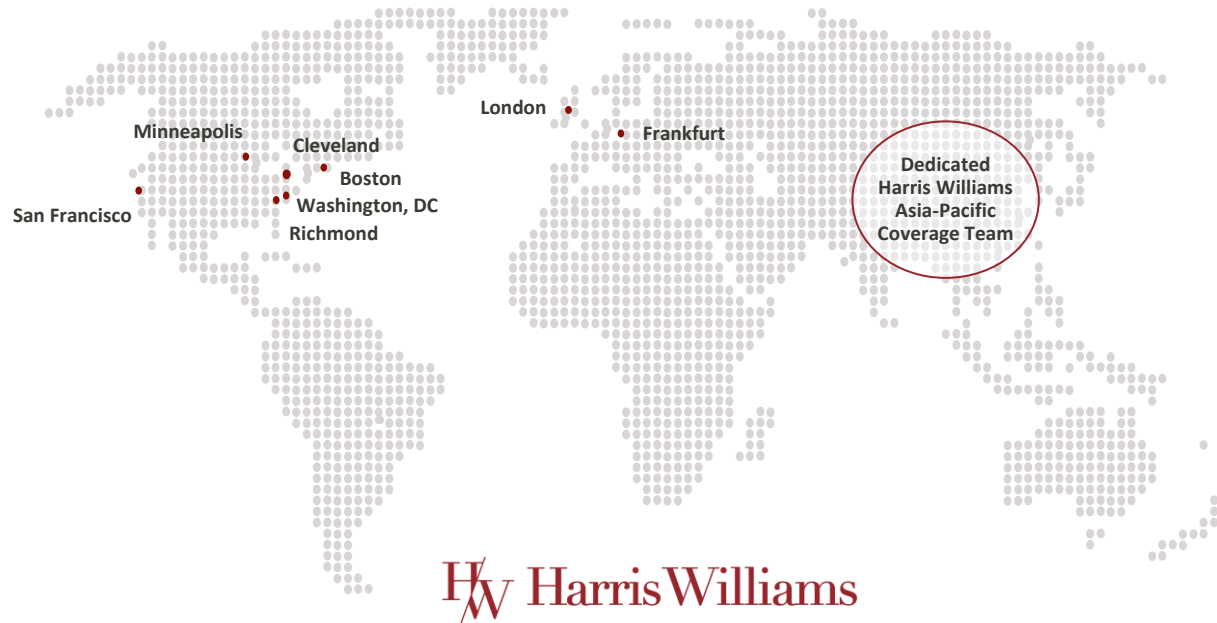 London
Minneapolis
Frankfurt
Cleveland
Dedicated
Harris Williams
Asia-Pacific
Coverage Team
Boston
Washington, DC
San Francisco
Richmond
HW Harris Williams